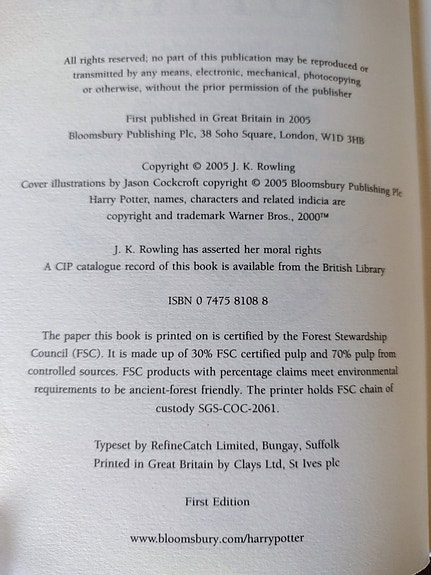 All rights reserved; no part of this publication may be reproduced or
transmitted by any means, electronic, mechanical, photocopying
or otherwise, without the prior permission of the publisher
First published in Great Britain in 2005
Bloomsbury Publishing Plc, 38 Soho Square, London, W1D 3HB
Copyright © 2005 J. K. Rowling
Cover illustrations by Jason Cockcroft copyright © 2005 Bloomsbury Publishing Plc
Harry Potter, names, characters and related indicia are
copyright and trademark Warner Bros., 2000™
J. K. Rowling has asserted her moral rights
A CIP catalogue record of this book is available from the British Library
ISBN 0 7475 8108 8
The paper this book is printed on is certified by the Forest Stewardship
Council (FSC). It is made up of 30% FSC certified pulp and 70% pulp from
controlled sources. FSC products with percentage claims meet environmental
requirements to be ancient-forest friendly. The printer holds FSC chain of
custody SGS-COC-2061.
Typeset by RefineCatch Limited, Bungay, Suffolk
Printed in Great Britain by Clays Ltd, St Ives plc
First Edition
www.bloomsbury.com/harrypotter